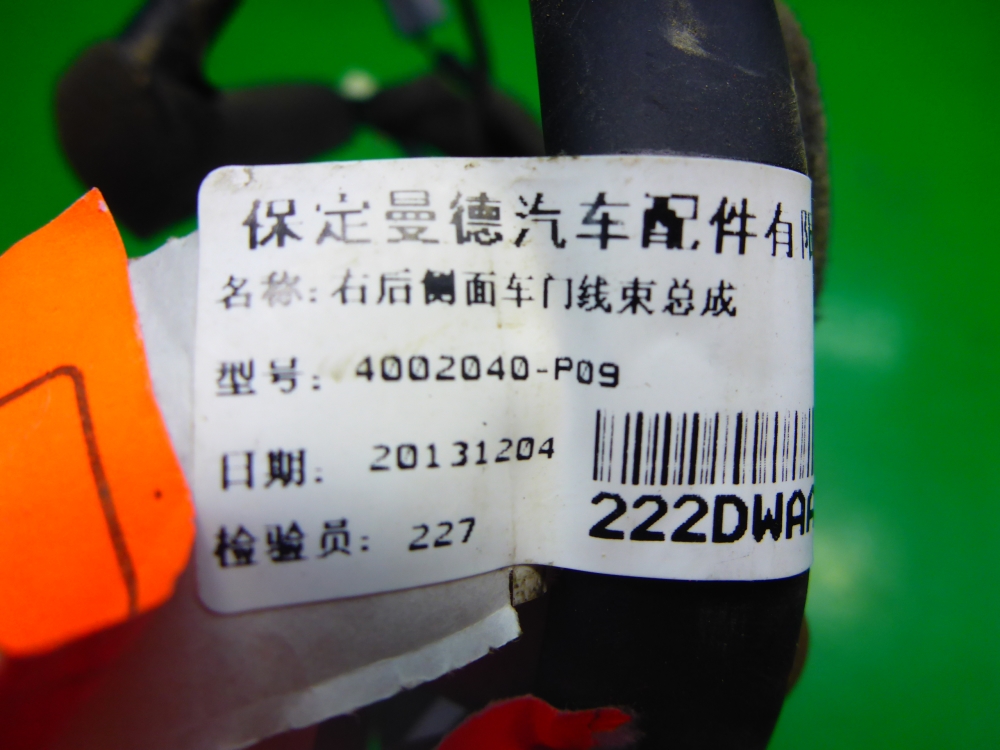 保定曼德汽车配件有限
名称: 右后侧面车门线束总成
型号: 4002040-P09
日期: 20131204
检验员: 227
222DWAA